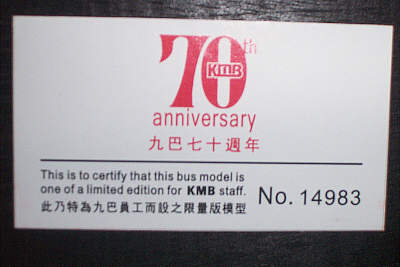 70th
KMB
anniversary
九巴七十週年
This is to certify that this bus model is
one of a limited edition for KMB staff.
此乃特為九巴員工而設之限量版模型
No. 14983